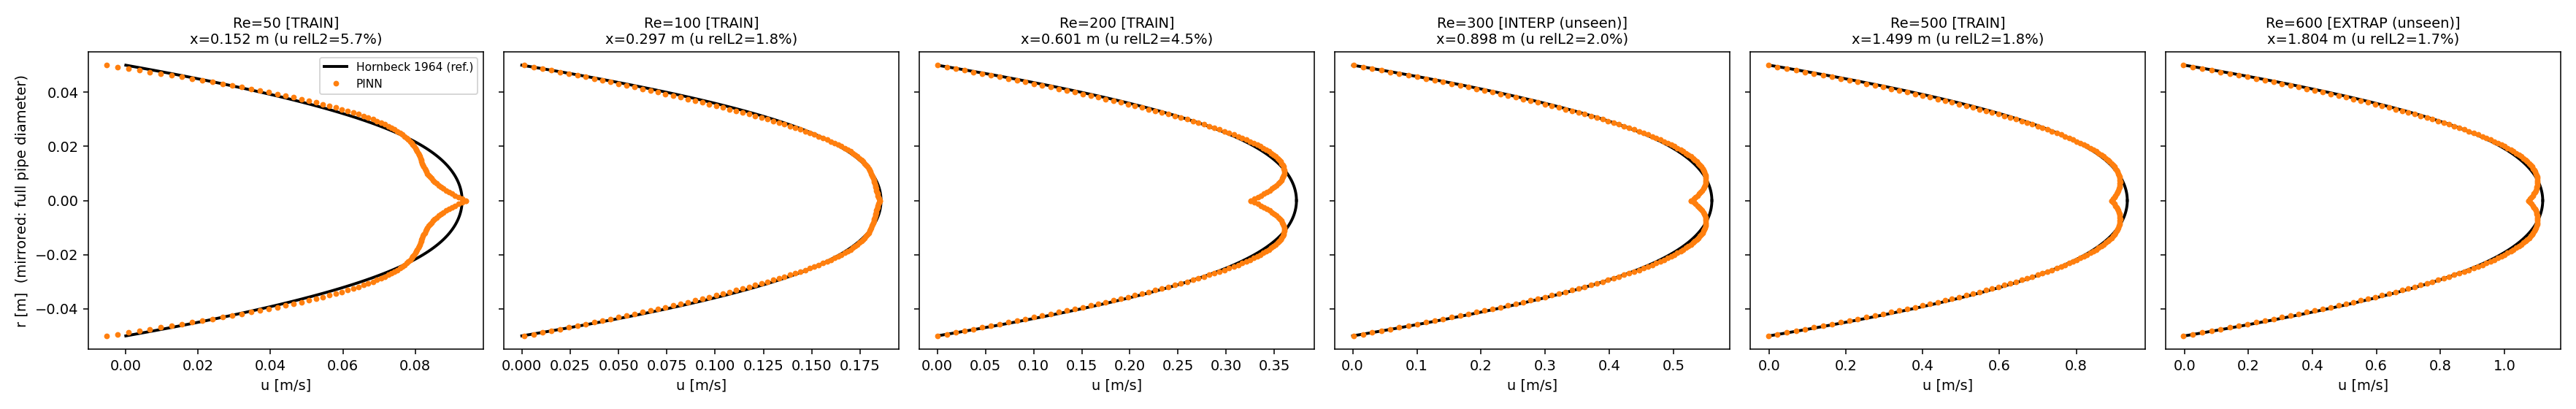 Re=50 [TRAIN]
x=0.152 m (u relL2=5.7%)
Re=100 [TRAIN]
x=0.297 m (u relL2=1.8%)
Re=200 [TRAIN]
x=0.601 m (u relL2=4.5%)
Re=300 [INTERP (unseen)]
x=0.898 m (u relL2=2.0%)
Re=500 [TRAIN]
x=1.499 m (u relL2=1.8%)
Re=600 [EXTRAP (unseen)]
x=1.804 m (u relL2=1.7%)
Hornbeck 1964 (ref.)
PINN
r [m]  (mirrored: full pipe diameter)
0.04
0.02
0.00
−0.02
−0.04
0.00 0.02 0.04 0.06 0.08
0.000 0.025 0.050 0.075 0.100 0.125 0.150 0.175
0.00 0.05 0.10 0.15 0.20 0.25 0.30 0.35
0.0 0.1 0.2 0.3 0.4 0.5
0.0 0.2 0.4 0.6 0.8
0.0 0.2 0.4 0.6 0.8 1.0
u [m/s]
u [m/s]
u [m/s]
u [m/s]
u [m/s]
u [m/s]